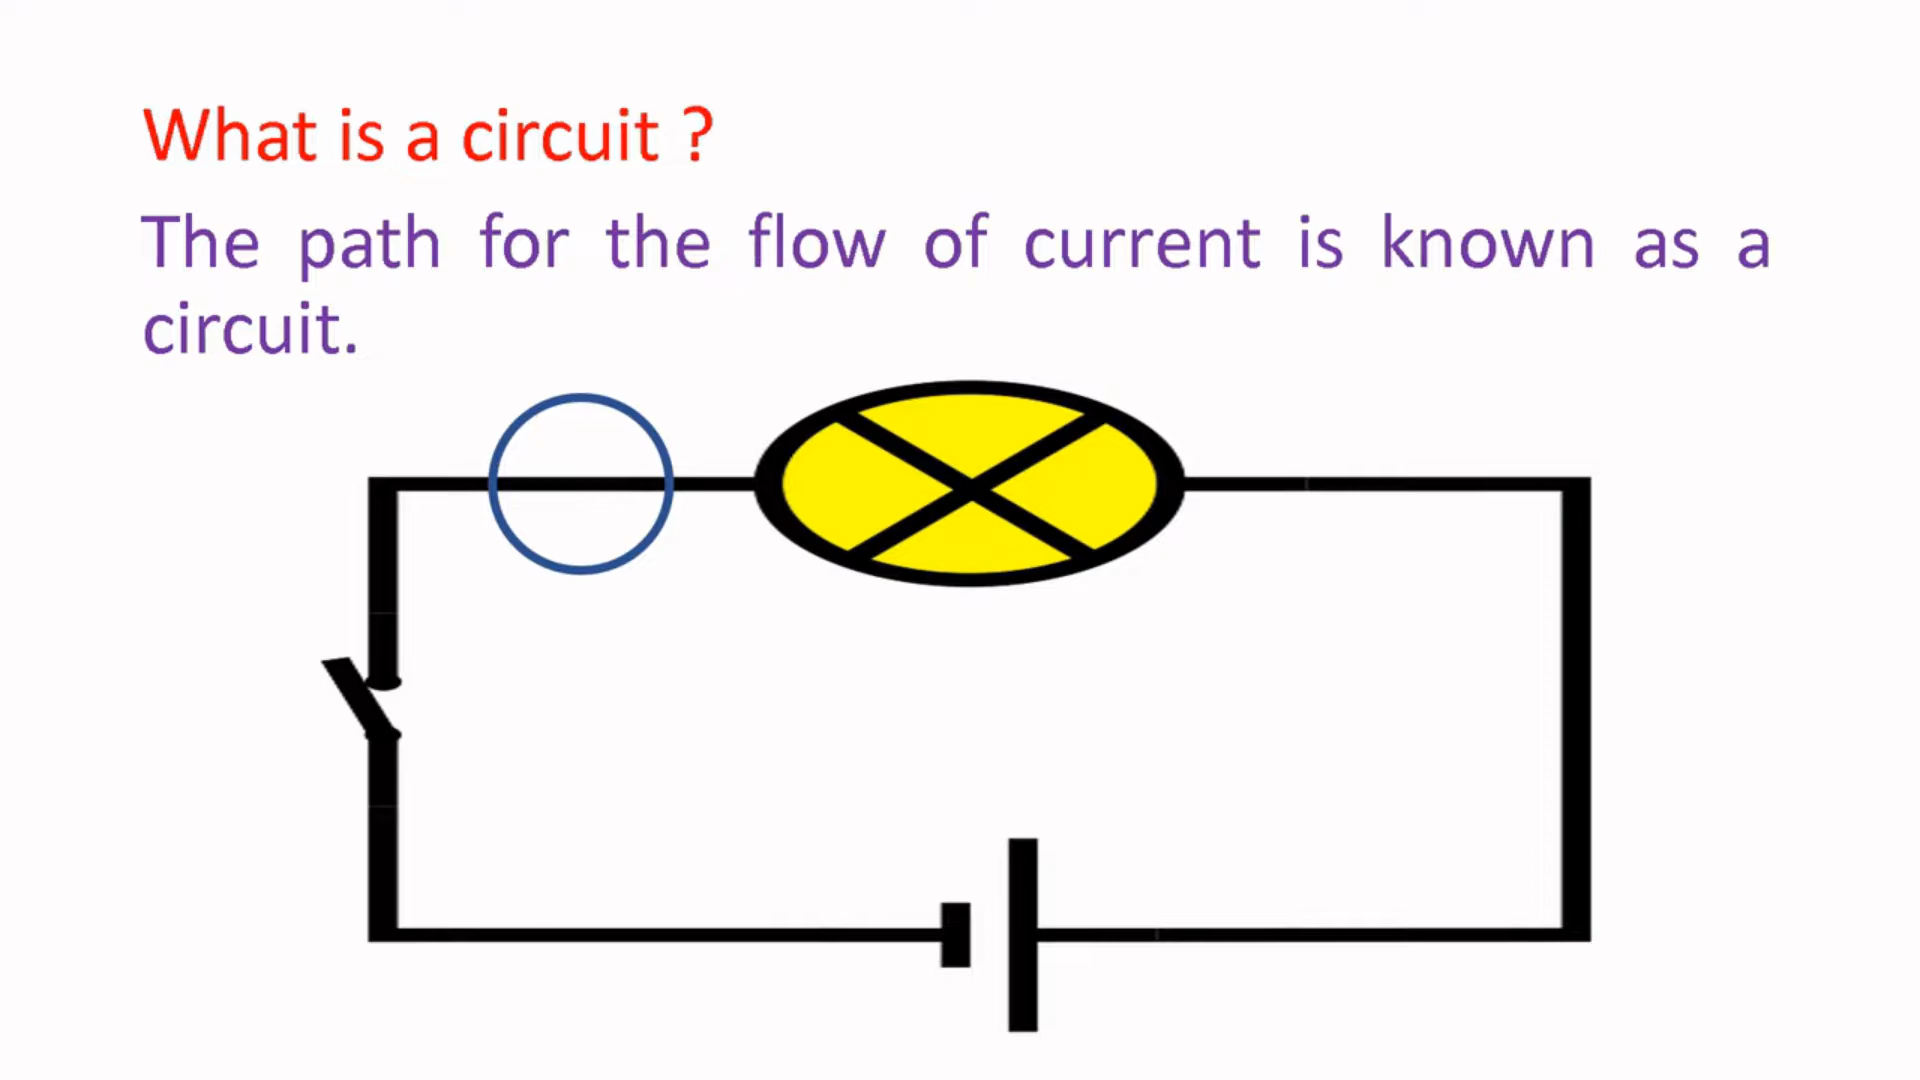 What is a circuit ?
The path for the flow of current is known as a
circuit.